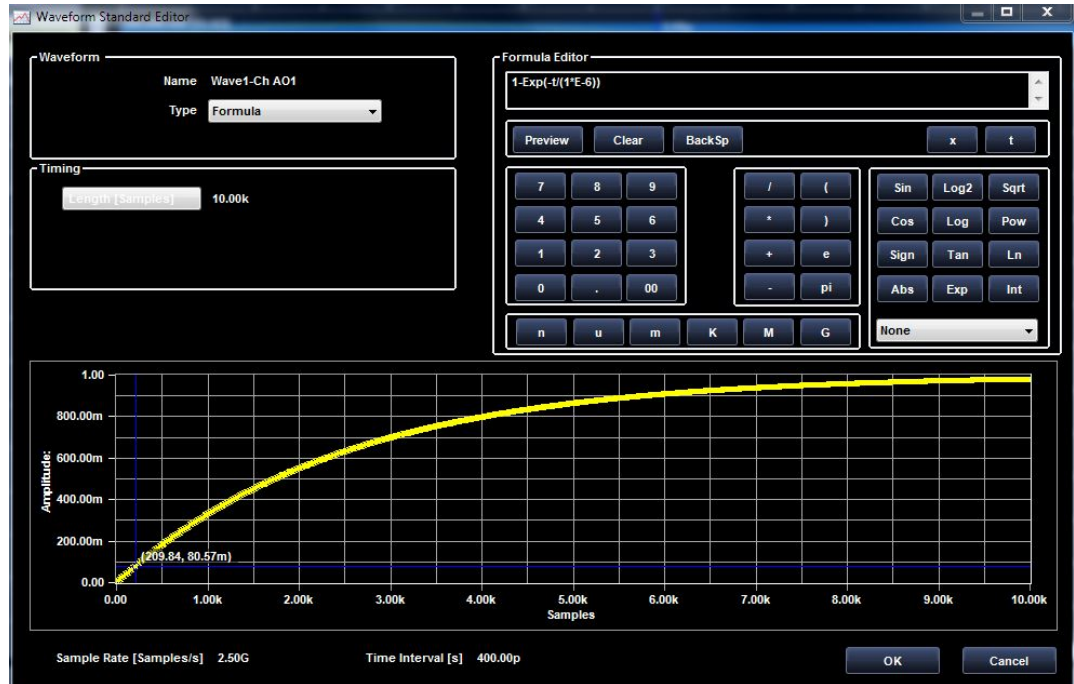 Waveform Standard Editor
Waveform
Name Wave1-Ch AO1
Type Formula
Timing
Length [Samples] 10.00k
Formula Editor
1-Exp(-t/(1*E-6))
Preview Clear BackSp x t
7 8 9 / ( Sin Log2 Sqrt
4 5 6 * ) Cos Log Pow
1 2 3 + e Sign Tan Ln
0 . 00 - pi Abs Exp Int
n u m K M G None
1.00
800.00m
600.00m
400.00m
200.00m
0.00
Amplitude:
(209.84, 80.57m)
0.00 1.00k 2.00k 3.00k 4.00k 5.00k 6.00k 7.00k 8.00k 9.00k 10.00k
Samples
Sample Rate [Samples/s] 2.50G Time Interval [s] 400.00p OK Cancel